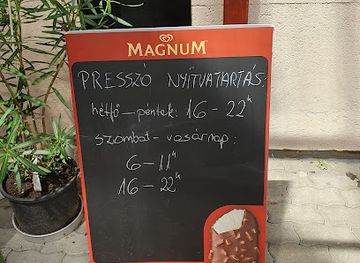 MAGNUM
PRESSZÓ NYITVATARTÁS:
hétfő—péntek: 16-22ʰ
szombat-vasárnap:
6-11ʰ
16-22ʰ